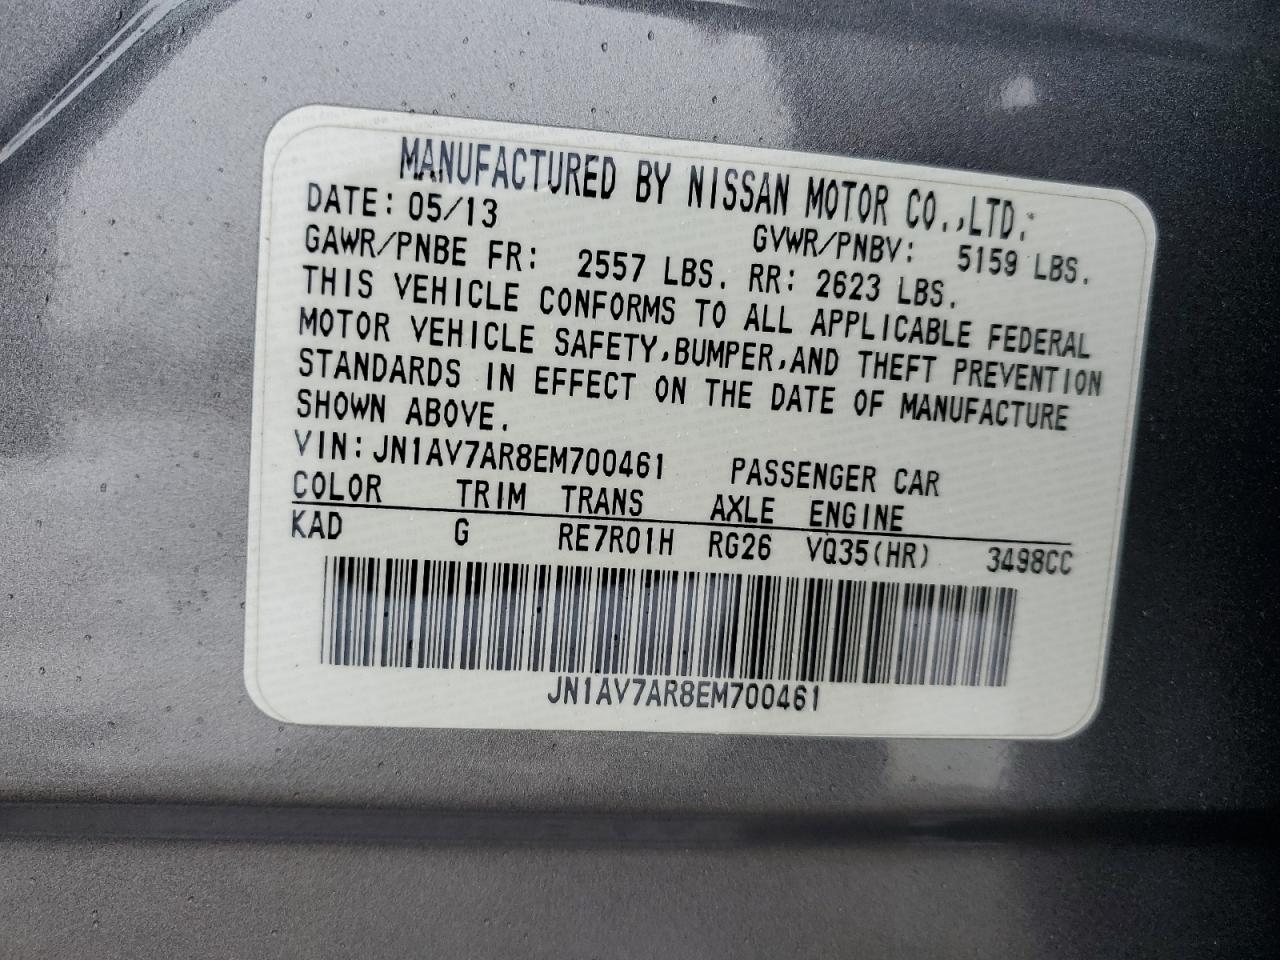 MANUFACTURED BY NISSAN MOTOR CO.,LTD.
DATE: 05/13 GVWR/PNBV: 5159 LBS.
GAWR/PNBE FR: 2557 LBS. RR: 2623 LBS.
THIS VEHICLE CONFORMS TO ALL APPLICABLE FEDERAL
MOTOR VEHICLE SAFETY,BUMPER,AND THEFT PREVENTION
STANDARDS IN EFFECT ON THE DATE OF MANUFACTURE
SHOWN ABOVE.
VIN: JN1AV7AR8EM700461 PASSENGER CAR
COLOR TRIM TRANS AXLE ENGINE
KAD G RE7R01H RG26 VQ35(HR) 3498CC
JN1AV7AR8EM700461